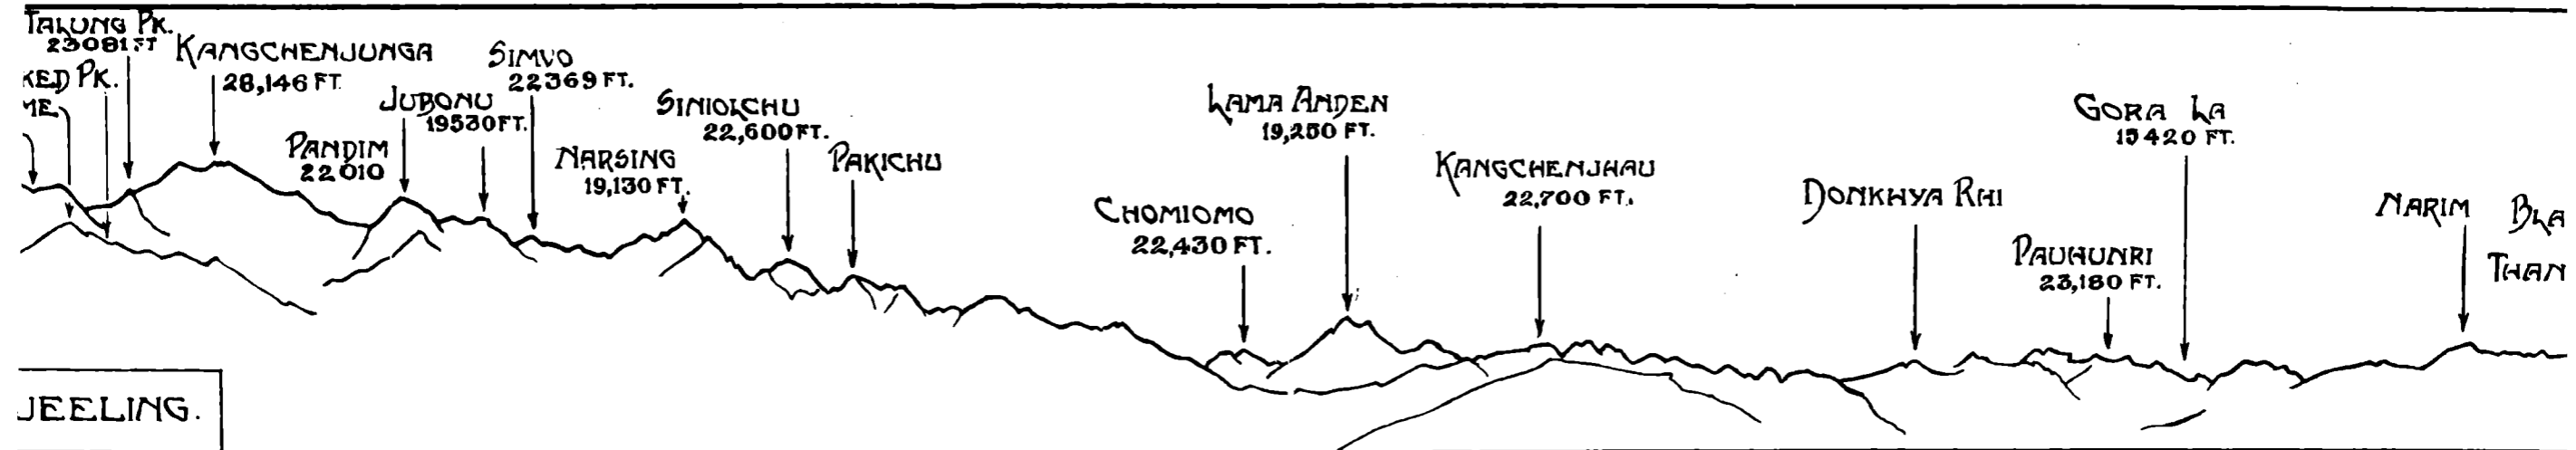 TALUNG PK.
23081 FT
KED PK.
ME
KANGCHENJUNGA
28,146 FT.
PANDIM
22010
JUBONU
19530 FT.
SIMVO
22369 FT.
NARSING
19,130 FT.
SINIOLCHU
22,600 FT.
PAKICHU
CHOMIOMO
22,430 FT.
LAMA ANDEN
19,250 FT.
KANGCHENJHAU
22,700 FT.
DONKHYA RHI
PAUHUNRI
23,180 FT.
GORA LA
15420 FT.
NARIM
BLA
THAN
JEELING.